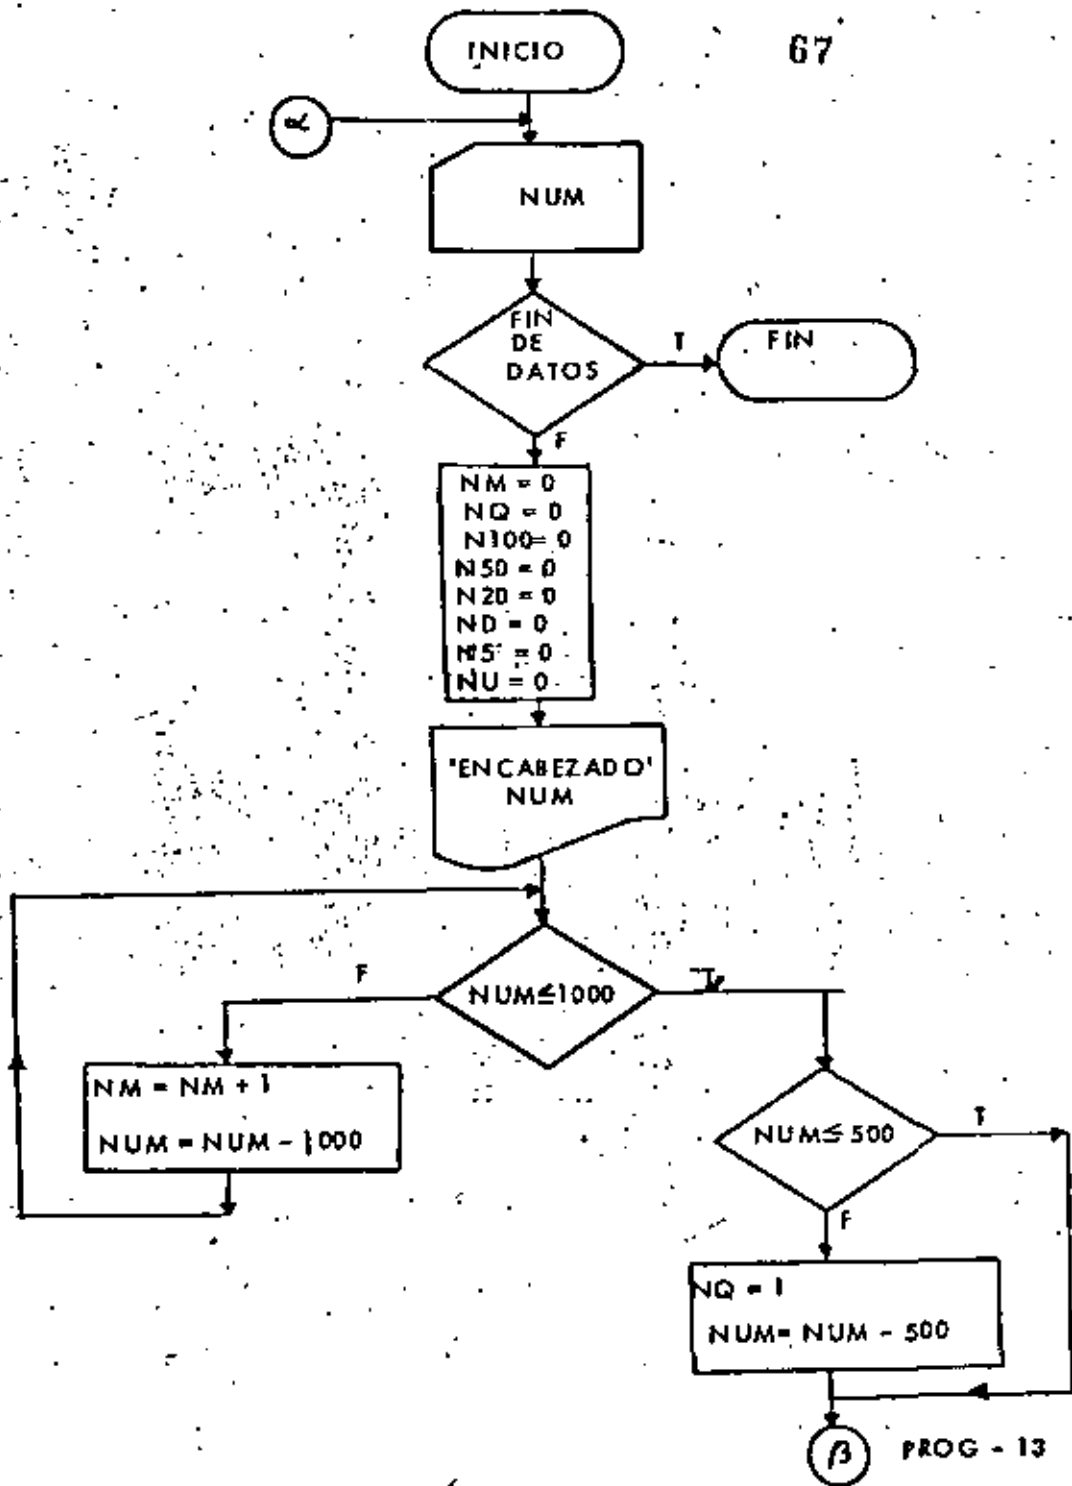 67
INICIO
α
NUM
FIN
DE
DATOS
T
FIN
F
NM = 0
NQ = 0
N100= 0
N50 = 0
N20 = 0
ND = 0
N5 = 0
NU = 0
'ENCABEZADO'
NUM
F
NUM≤1000
T
NM = NM + 1
NUM = NUM - 1000
NUM≤ 500
T
F
NQ = 1
NUM= NUM - 500
β
PROG - 13